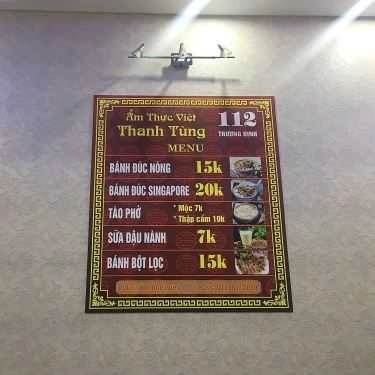 Ẩm Thực Việt
Thanh Tùng
112
TRƯƠNG ĐỊNH
MENU
BÁNH ĐÚC NÓNG 15k
BÁNH ĐÚC SINGAPORE 20k
TÀO PHỚ * Mộc 7k
* Thập cẩm 10k
SỮA ĐẬU NÀNH 7k
BÁNH BỘT LỌC 15k